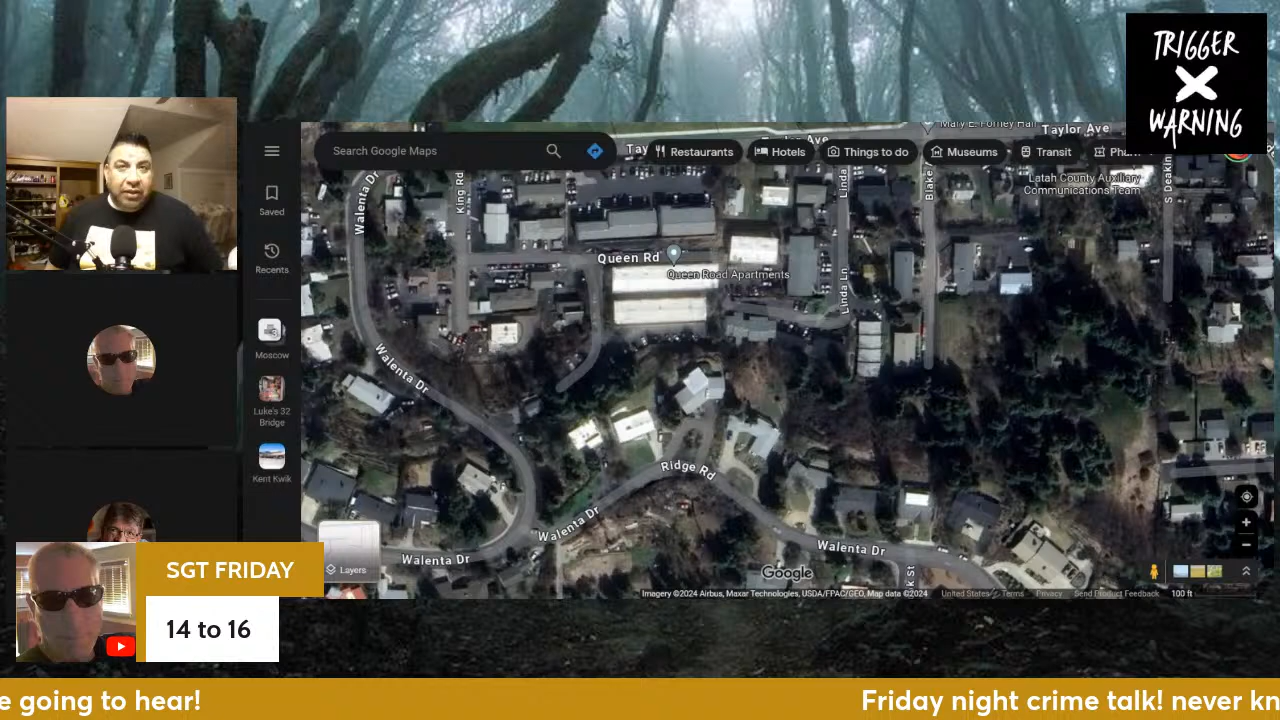 TRIGGER
X
WARNING
Search Google Maps
Restaurants
Hotels
Things to do
Museums
Transit
Mary E. Forney Hall
Taylor Ave
Latah County Auxiliary
Communications Team
Saved
Recents
Moscow
Luke's 32
Bridge
Kent Kwik
Walenta Dr
King Rd
Queen Rd
Queen Road Apartments
Linda
Linda Ln
Blake
S Deakin
Walenta Dr
Ridge Rd
Walenta Dr
Walenta Dr
Walenta Dr
Layers
Google
Imagery ©2024 Airbus, Maxar Technologies, USDA/FPAC/GEO, Map data ©2024
United States
Terms
Privacy
Send Product Feedback
100 ft
SGT FRIDAY
14 to 16
e going to hear!
Friday night crime talk! never kn